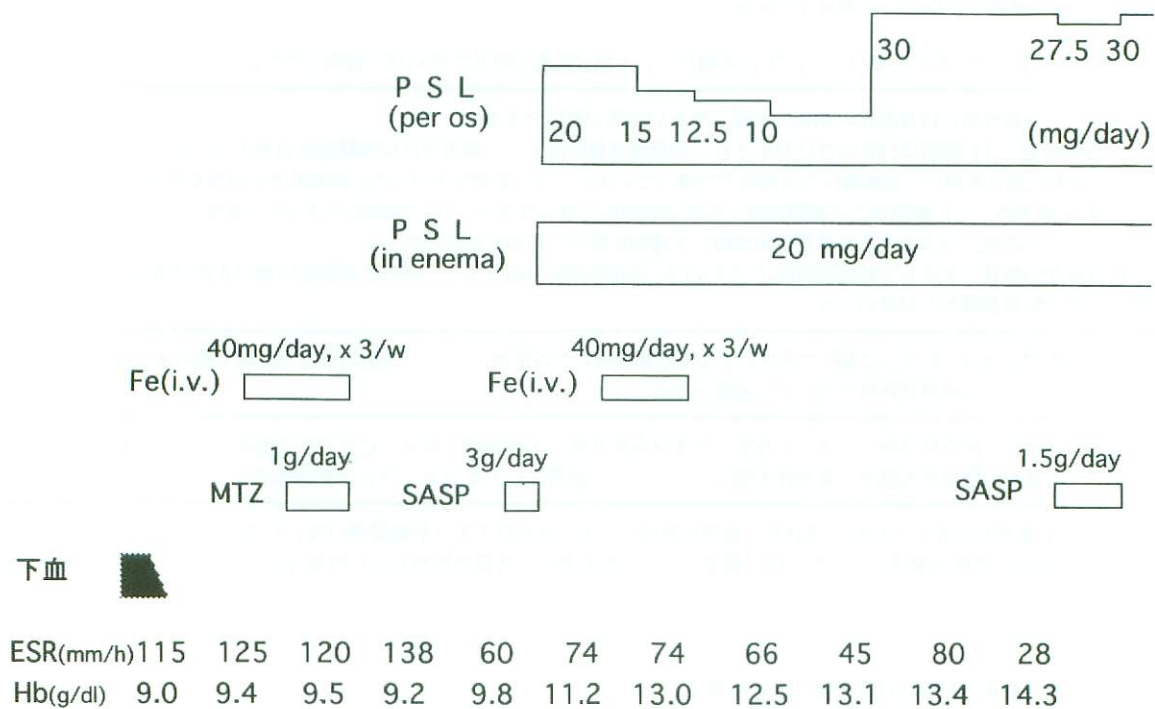 30 27.5 30
P S L
(per os)
20 15 12.5 10 (mg/day)
P S L
(in enema)
20 mg/day
40mg/day, x 3/w 40mg/day, x 3/w
Fe(i.v.) Fe(i.v.)
1g/day 3g/day 1.5g/day
MTZ SASP SASP
下血
ESR(mm/h) 115 125 120 138 60 74 74 66 45 80 28
Hb(g/dl) 9.0 9.4 9.5 9.2 9.8 11.2 13.0 12.5 13.1 13.4 14.3